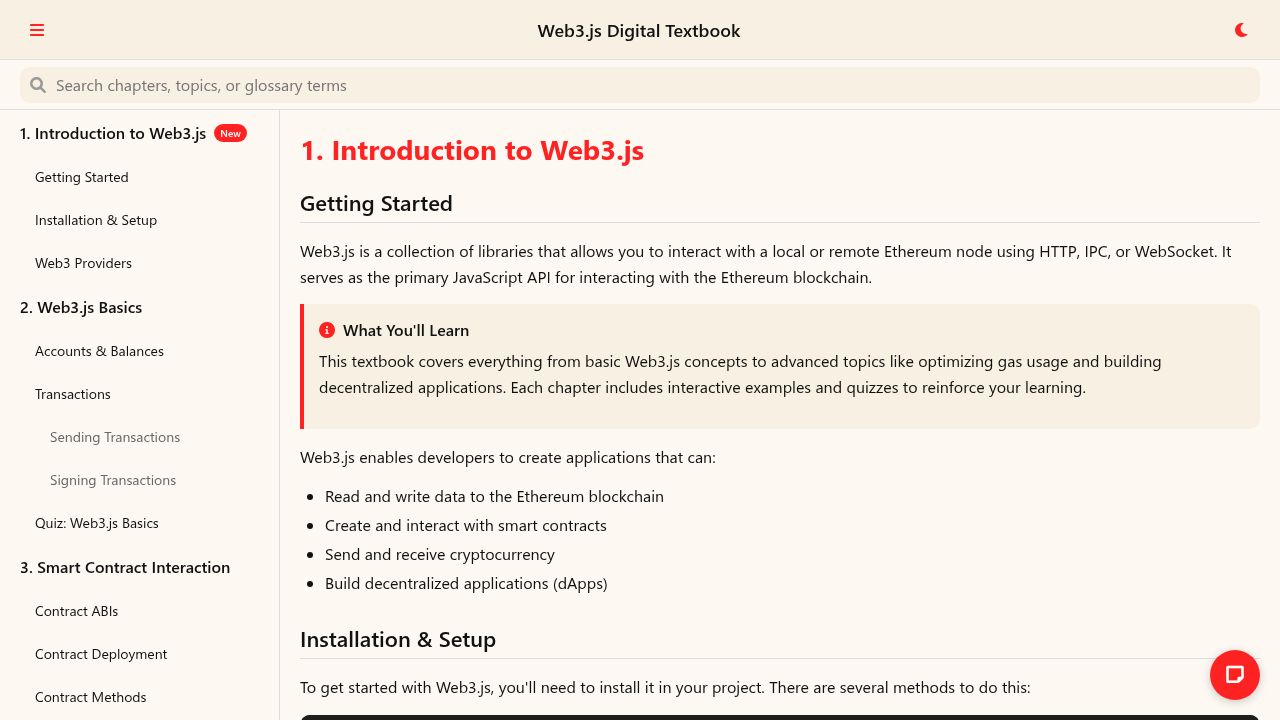 Web3.js Digital Textbook
Search chapters, topics, or glossary terms
1. Introduction to Web3.js New
Getting Started
Installation & Setup
Web3 Providers
2. Web3.js Basics
Accounts & Balances
Transactions
Sending Transactions
Signing Transactions
Quiz: Web3.js Basics
3. Smart Contract Interaction
Contract ABIs
Contract Deployment
Contract Methods
1. Introduction to Web3.js
Getting Started
Web3.js is a collection of libraries that allows you to interact with a local or remote Ethereum node using HTTP, IPC, or WebSocket. It
serves as the primary JavaScript API for interacting with the Ethereum blockchain.
What You'll Learn
This textbook covers everything from basic Web3.js concepts to advanced topics like optimizing gas usage and building
decentralized applications. Each chapter includes interactive examples and quizzes to reinforce your learning.
Web3.js enables developers to create applications that can:
Read and write data to the Ethereum blockchain
Create and interact with smart contracts
Send and receive cryptocurrency
Build decentralized applications (dApps)
Installation & Setup
To get started with Web3.js, you'll need to install it in your project. There are several methods to do this: